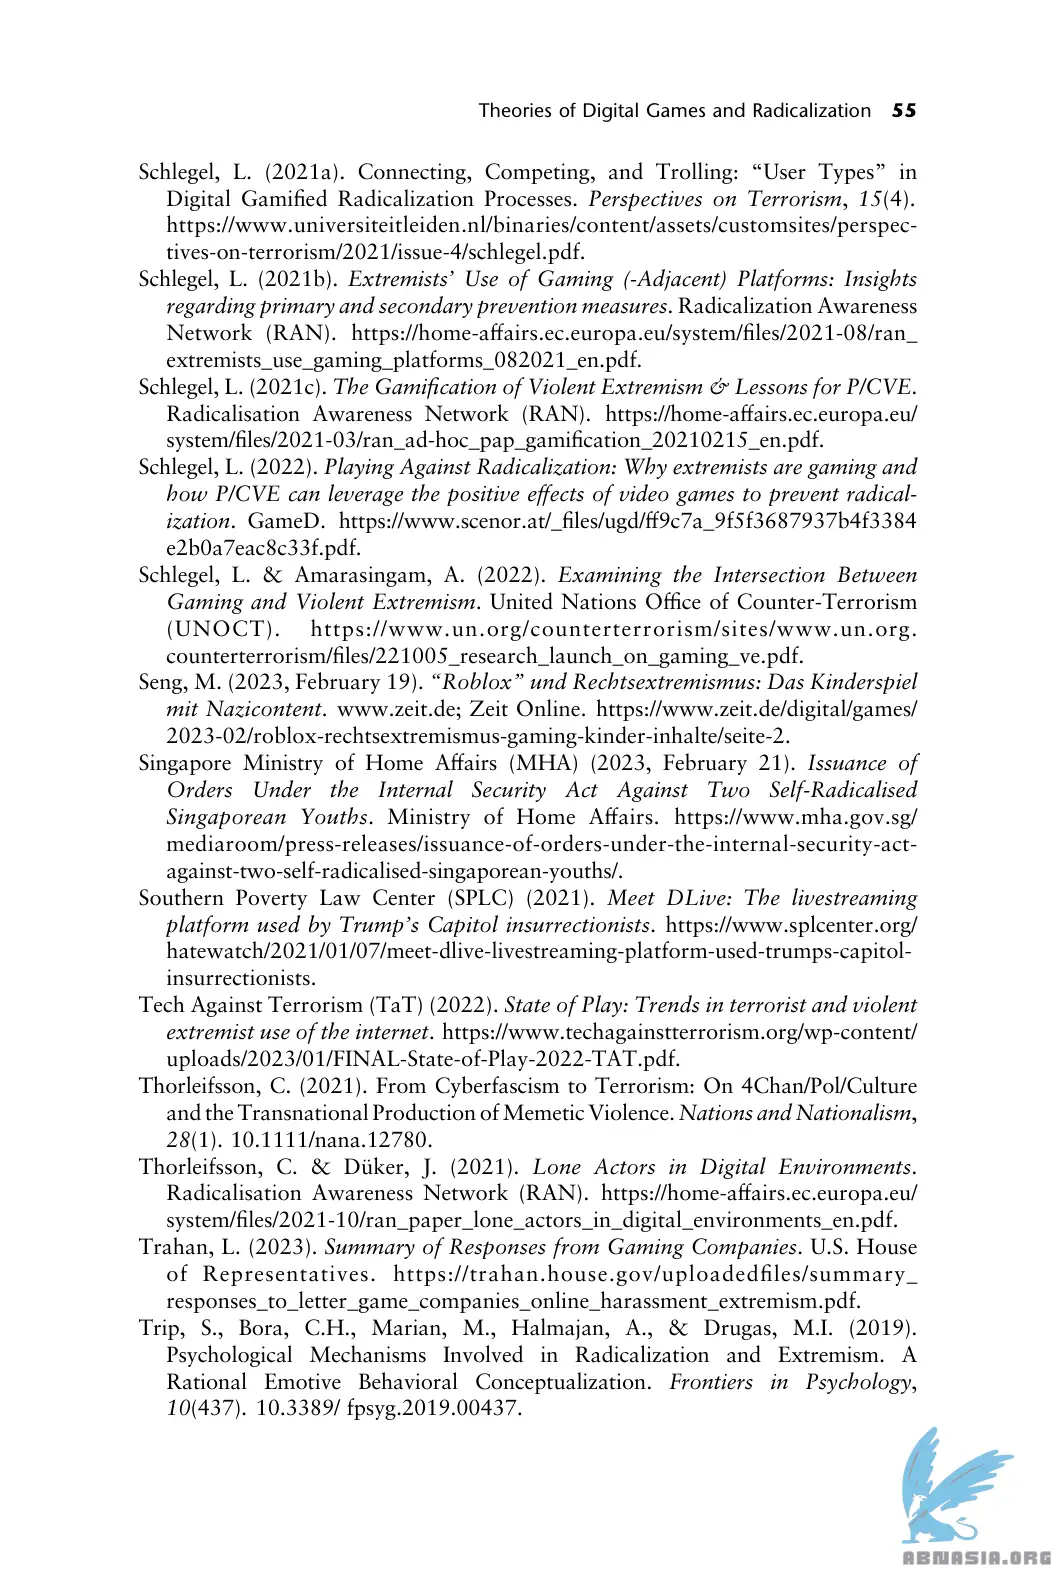 Theories of Digital Games and Radicalization 55
Schlegel, L. (2021a). Connecting, Competing, and Trolling: “User Types” in
Digital Gamified Radicalization Processes. Perspectives on Terrorism, 15(4).
https://www.universiteitleiden.nl/binaries/content/assets/customsites/perspec-
tives-on-terrorism/2021/issue-4/schlegel.pdf.
Schlegel, L. (2021b). Extremists’ Use of Gaming (-Adjacent) Platforms: Insights
regarding primary and secondary prevention measures. Radicalization Awareness
Network (RAN). https://home-affairs.ec.europa.eu/system/files/2021-08/ran_
extremists_use_gaming_platforms_082021_en.pdf.
Schlegel, L. (2021c). The Gamification of Violent Extremism & Lessons for P/CVE.
Radicalisation Awareness Network (RAN). https://home-affairs.ec.europa.eu/
system/files/2021-03/ran_ad-hoc_pap_gamification_20210215_en.pdf.
Schlegel, L. (2022). Playing Against Radicalization: Why extremists are gaming and
how P/CVE can leverage the positive effects of video games to prevent radical-
ization. GameD. https://www.scenor.at/_files/ugd/ff9c7a_9f5f3687937b4f3384
e2b0a7eac8c33f.pdf.
Schlegel, L. & Amarasingam, A. (2022). Examining the Intersection Between
Gaming and Violent Extremism. United Nations Office of Counter-Terrorism
(UNOCT). https://www.un.org/counterterrorism/sites/www.un.org.
counterterrorism/files/221005_research_launch_on_gaming_ve.pdf.
Seng, M. (2023, February 19). “Roblox” und Rechtsextremismus: Das Kinderspiel
mit Nazicontent. www.zeit.de; Zeit Online. https://www.zeit.de/digital/games/
2023-02/roblox-rechtsextremismus-gaming-kinder-inhalte/seite-2.
Singapore Ministry of Home Affairs (MHA) (2023, February 21). Issuance of
Orders Under the Internal Security Act Against Two Self-Radicalised
Singaporean Youths. Ministry of Home Affairs. https://www.mha.gov.sg/
mediaroom/press-releases/issuance-of-orders-under-the-internal-security-act-
against-two-self-radicalised-singaporean-youths/.
Southern Poverty Law Center (SPLC) (2021). Meet DLive: The livestreaming
platform used by Trump’s Capitol insurrectionists. https://www.splcenter.org/
hatewatch/2021/01/07/meet-dlive-livestreaming-platform-used-trumps-capitol-
insurrectionists.
Tech Against Terrorism (TaT) (2022). State of Play: Trends in terrorist and violent
extremist use of the internet. https://www.techagainstterrorism.org/wp-content/
uploads/2023/01/FINAL-State-of-Play-2022-TAT.pdf.
Thorleifsson, C. (2021). From Cyberfascism to Terrorism: On 4Chan/Pol/Culture
and the Transnational Production of Memetic Violence. Nations and Nationalism,
28(1). 10.1111/nana.12780.
Thorleifsson, C. & Düker, J. (2021). Lone Actors in Digital Environments.
Radicalisation Awareness Network (RAN). https://home-affairs.ec.europa.eu/
system/files/2021-10/ran_paper_lone_actors_in_digital_environments_en.pdf.
Trahan, L. (2023). Summary of Responses from Gaming Companies. U.S. House
of Representatives. https://trahan.house.gov/uploadedfiles/summary_
responses_to_letter_game_companies_online_harassment_extremism.pdf.
Trip, S., Bora, C.H., Marian, M., Halmajan, A., & Drugas, M.I. (2019).
Psychological Mechanisms Involved in Radicalization and Extremism. A
Rational Emotive Behavioral Conceptualization. Frontiers in Psychology,
10(437). 10.3389/ fpsyg.2019.00437.
ABNASIA.ORG